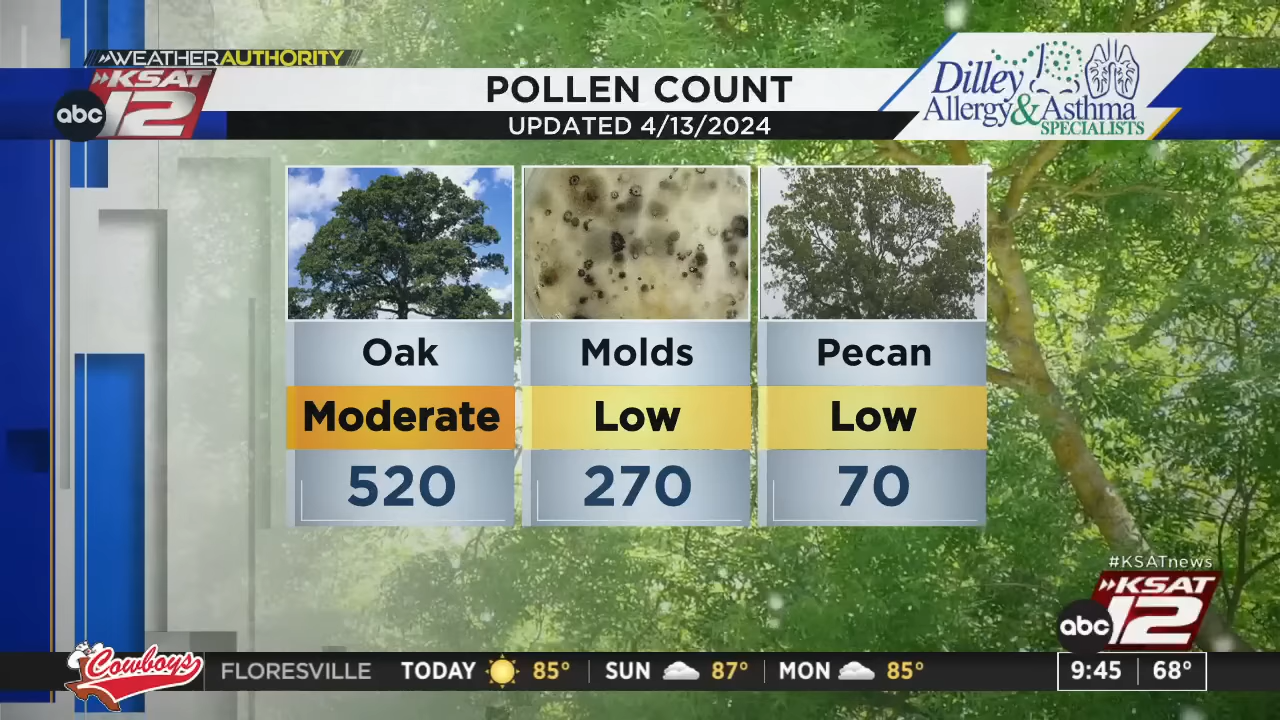 WEATHER AUTHORITY
KSAT
abc 12
POLLEN COUNT
UPDATED 4/13/2024
Dilley
Allergy & Asthma
SPECIALISTS
Oak Molds Pecan
Moderate Low Low
520 270 70
#KSATnews
KSAT
abc 12
Cowboys FLORESVILLE TODAY 85° SUN 87° MON 85° 9:45 68°